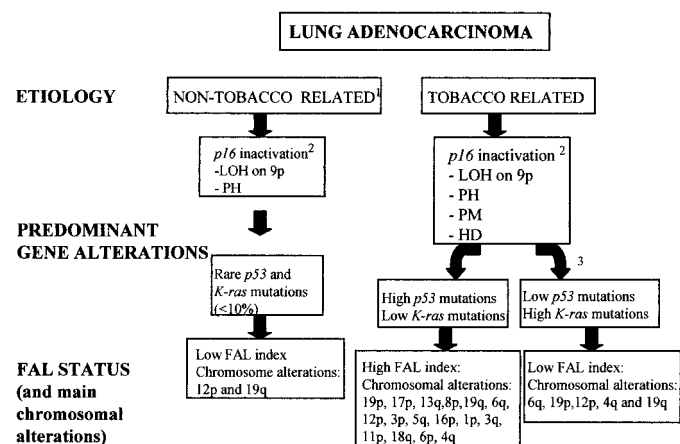 LUNG ADENOCARCINOMA
ETIOLOGY
NON-TOBACCO RELATED1
TOBACCO RELATED
p16 inactivation2
-LOH on 9p
- PH
p16 inactivation 2
- LOH on 9p
- PH
- PM
- HD
PREDOMINANT
GENE ALTERATIONS
3
Rare p53 and
K-ras mutations
(<10%)
High p53 mutations
Low K-ras mutations
Low p53 mutations
High K-ras mutations
FAL STATUS
(and main
chromosomal
alterations)
Low FAL index
Chromosome alterations:
12p and 19q
High FAL index:
Chromosomal alterations:
19p, 17p, 13q,8p,19q, 6q,
12p, 3p, 5q, 16p, 1p, 3q,
11p, 18q, 6p, 4q
Low FAL index:
Chromosomal alterations:
6q, 19p,12p, 4q and 19q